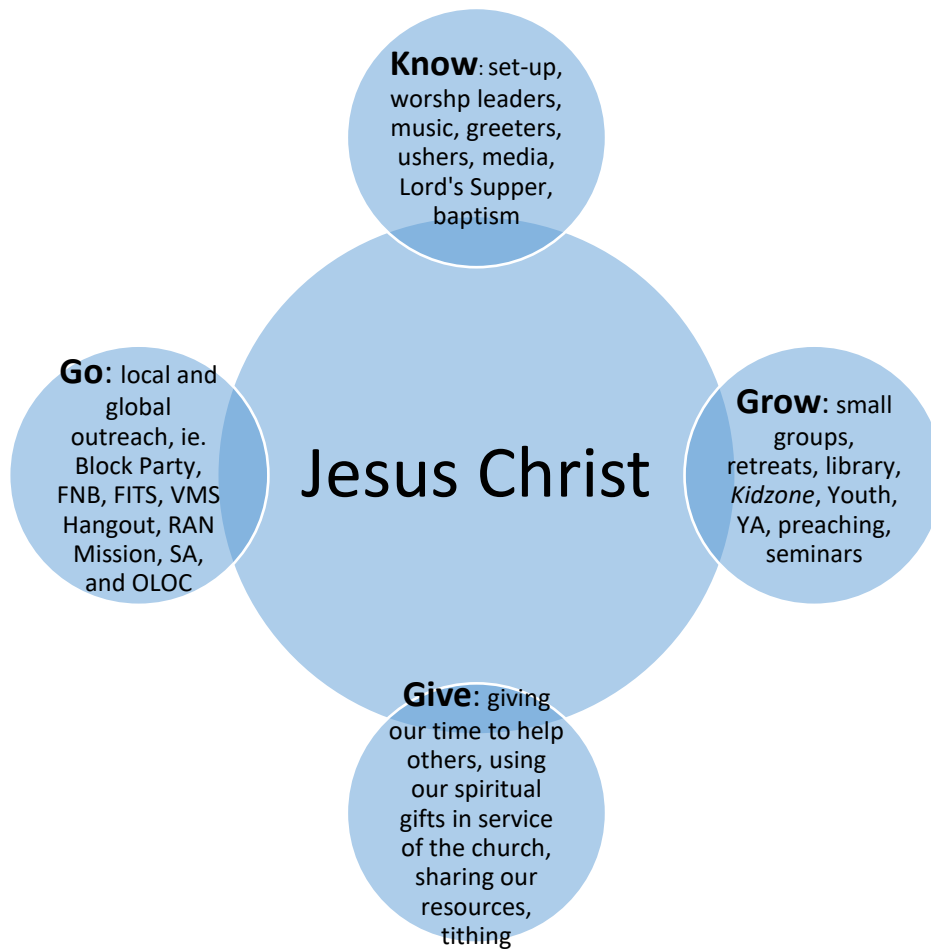 Know: set-up,
worshp leaders,
music, greeters,
ushers, media,
Lord's Supper,
baptism
Go: local and
global
outreach, ie.
Block Party,
FNB, FITS, VMS
Hangout, RAN
Mission, SA,
and OLOC
Jesus Christ
Grow: small
groups,
retreats, library,
Kidzone, Youth,
YA, preaching,
seminars
Give: giving
our time to help
others, using
our spiritual
gifts in service
of the church,
sharing our
resources,
tithing